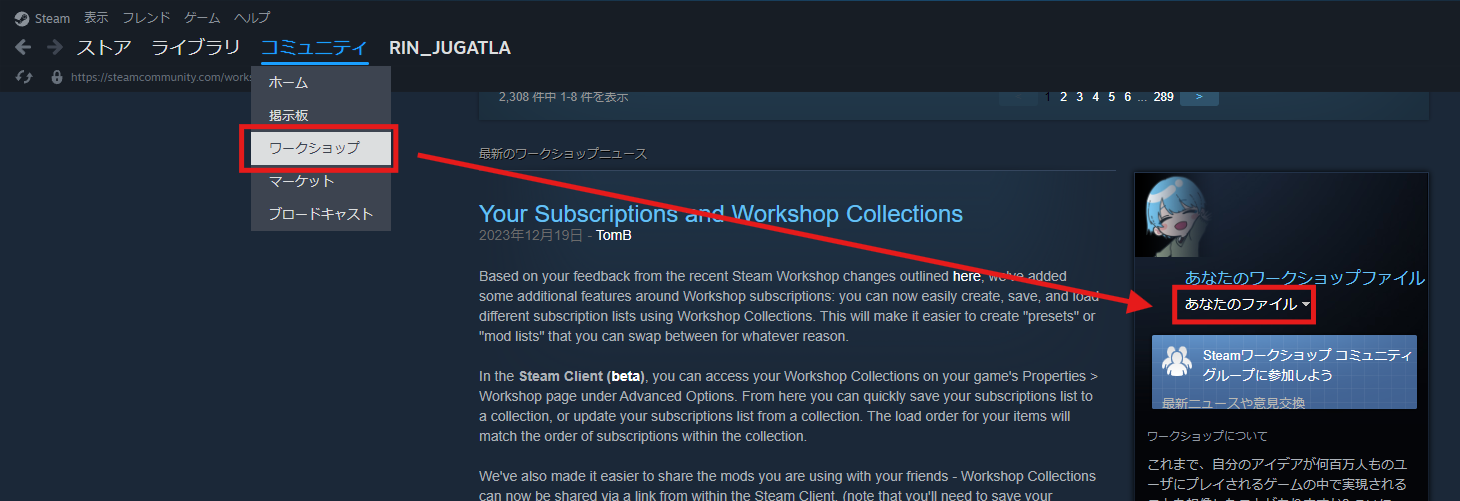 Steam 表示 フレンド ゲーム ヘルプ
ストア ライブラリ コミュニティ RIN_JUGATLA
https://steamcommunity.com/works
ホーム
掲示板
ワークショップ
マーケット
ブロードキャスト
2,308 件中 1-8 件を表示
1 2 3 4 5 6 ... 289 >
最新のワークショップニュース
Your Subscriptions and Workshop Collections
2023年12月19日 - TomB
Based on your feedback from the recent Steam Workshop changes outlined here, we've added
some additional features around Workshop subscriptions: you can now easily create, save, and load
different subscription lists using Workshop Collections. This will make it easier to create "presets" or
"mod lists" that you can swap between for whatever reason.
In the Steam Client (beta), you can access your Workshop Collections on your game's Properties >
Workshop page under Advanced Options. From here you can quickly save your subscriptions list to
a collection, or update your subscriptions list from a collection. The load order for your items will
match the order of subscriptions within the collection.
We've also made it easier to share the mods you are using with your friends - Workshop Collections
can now be shared via a link from within the Steam Client. (note that you'll need to save your
あなたのワークショップファイル
あなたのファイル
Steamワークショップ コミュニティ
グループに参加しよう
最新ニュースや意見交換
ワークショップについて
これまで、自分のアイデアが何百万人ものユ
ーザにプレイされるゲームの中で実現される